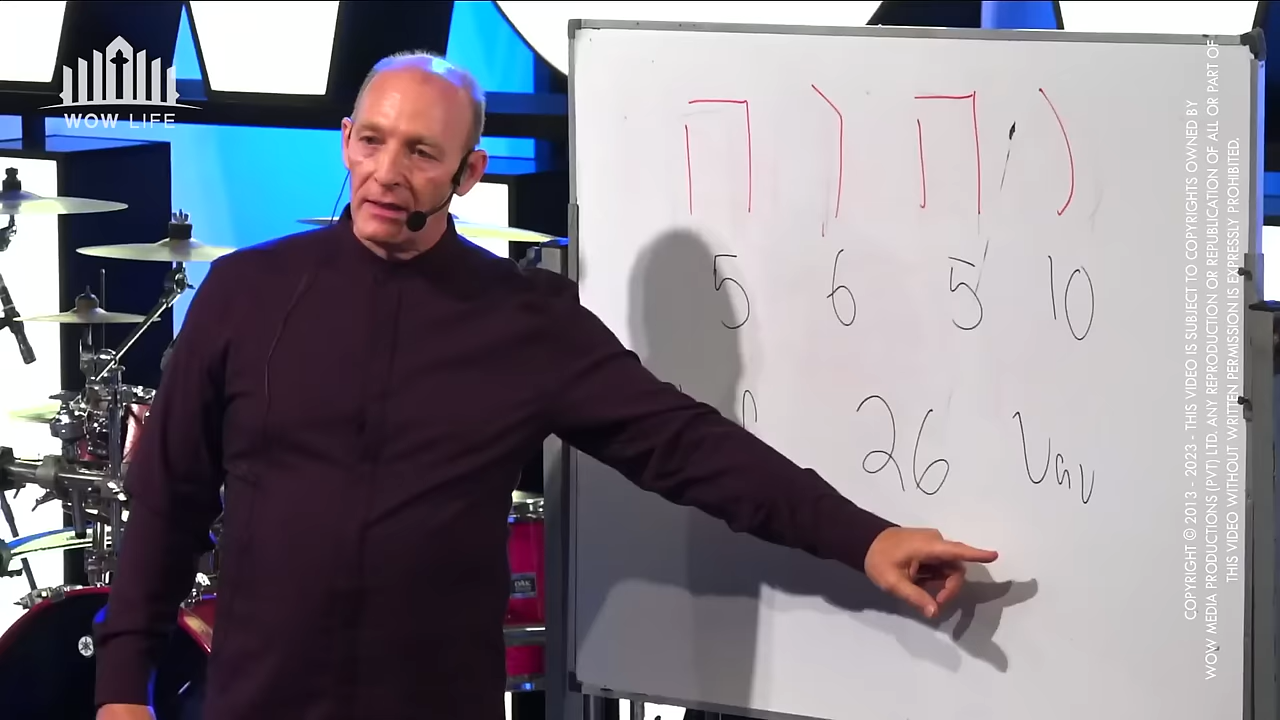 WOW LIFE
ה ו ה י
5 6 5 10
26 Vav
COPYRIGHT © 2013 - 2023 - THIS VIDEO IS SUBJECT TO COPYRIGHTS OWNED BY
WOW MEDIA PRODUCTIONS (PVT) LTD. ANY REPRODUCTION OR REPUBLICATION OF ALL OR PART OF
THIS VIDEO WITHOUT WRITTEN PERMISSION IS EXPRESSLY PROHIBITED.